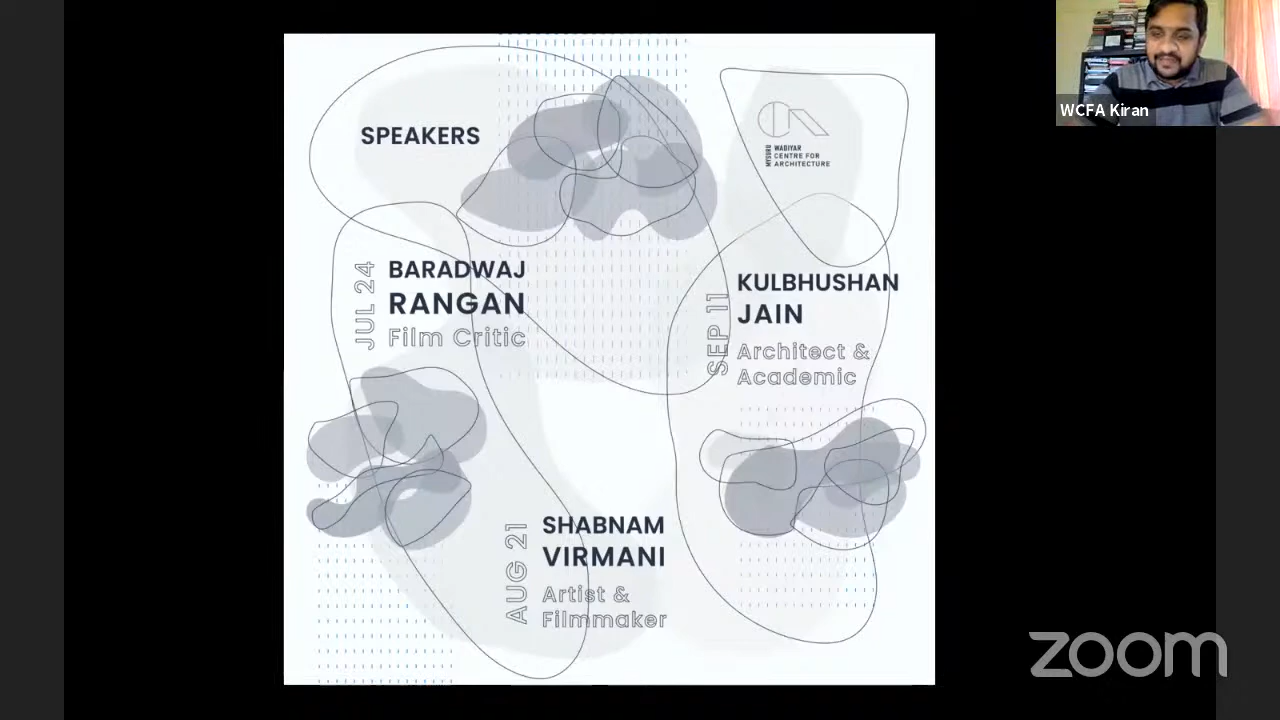 WCFA Kiran
SPEAKERS
MYSURU
WADIYAR
CENTRE FOR
ARCHITECTURE
JUL 24
BARADWAJ
RANGAN
Film Critic
SEP 11
KULBHUSHAN
JAIN
Architect &
Academic
AUG 21
SHABNAM
VIRMANI
Artist &
Filmmaker
zoom